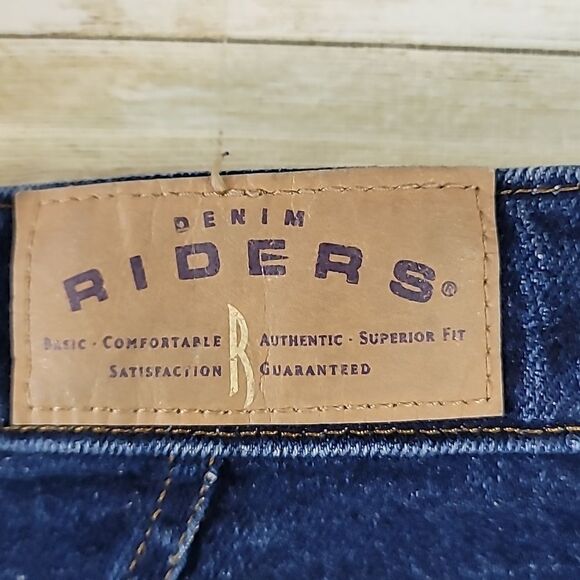 DENIM
RIDERS®
BASIC · COMFORTABLE R AUTHENTIC · SUPERIOR FIT
SATISFACTION GUARANTEED